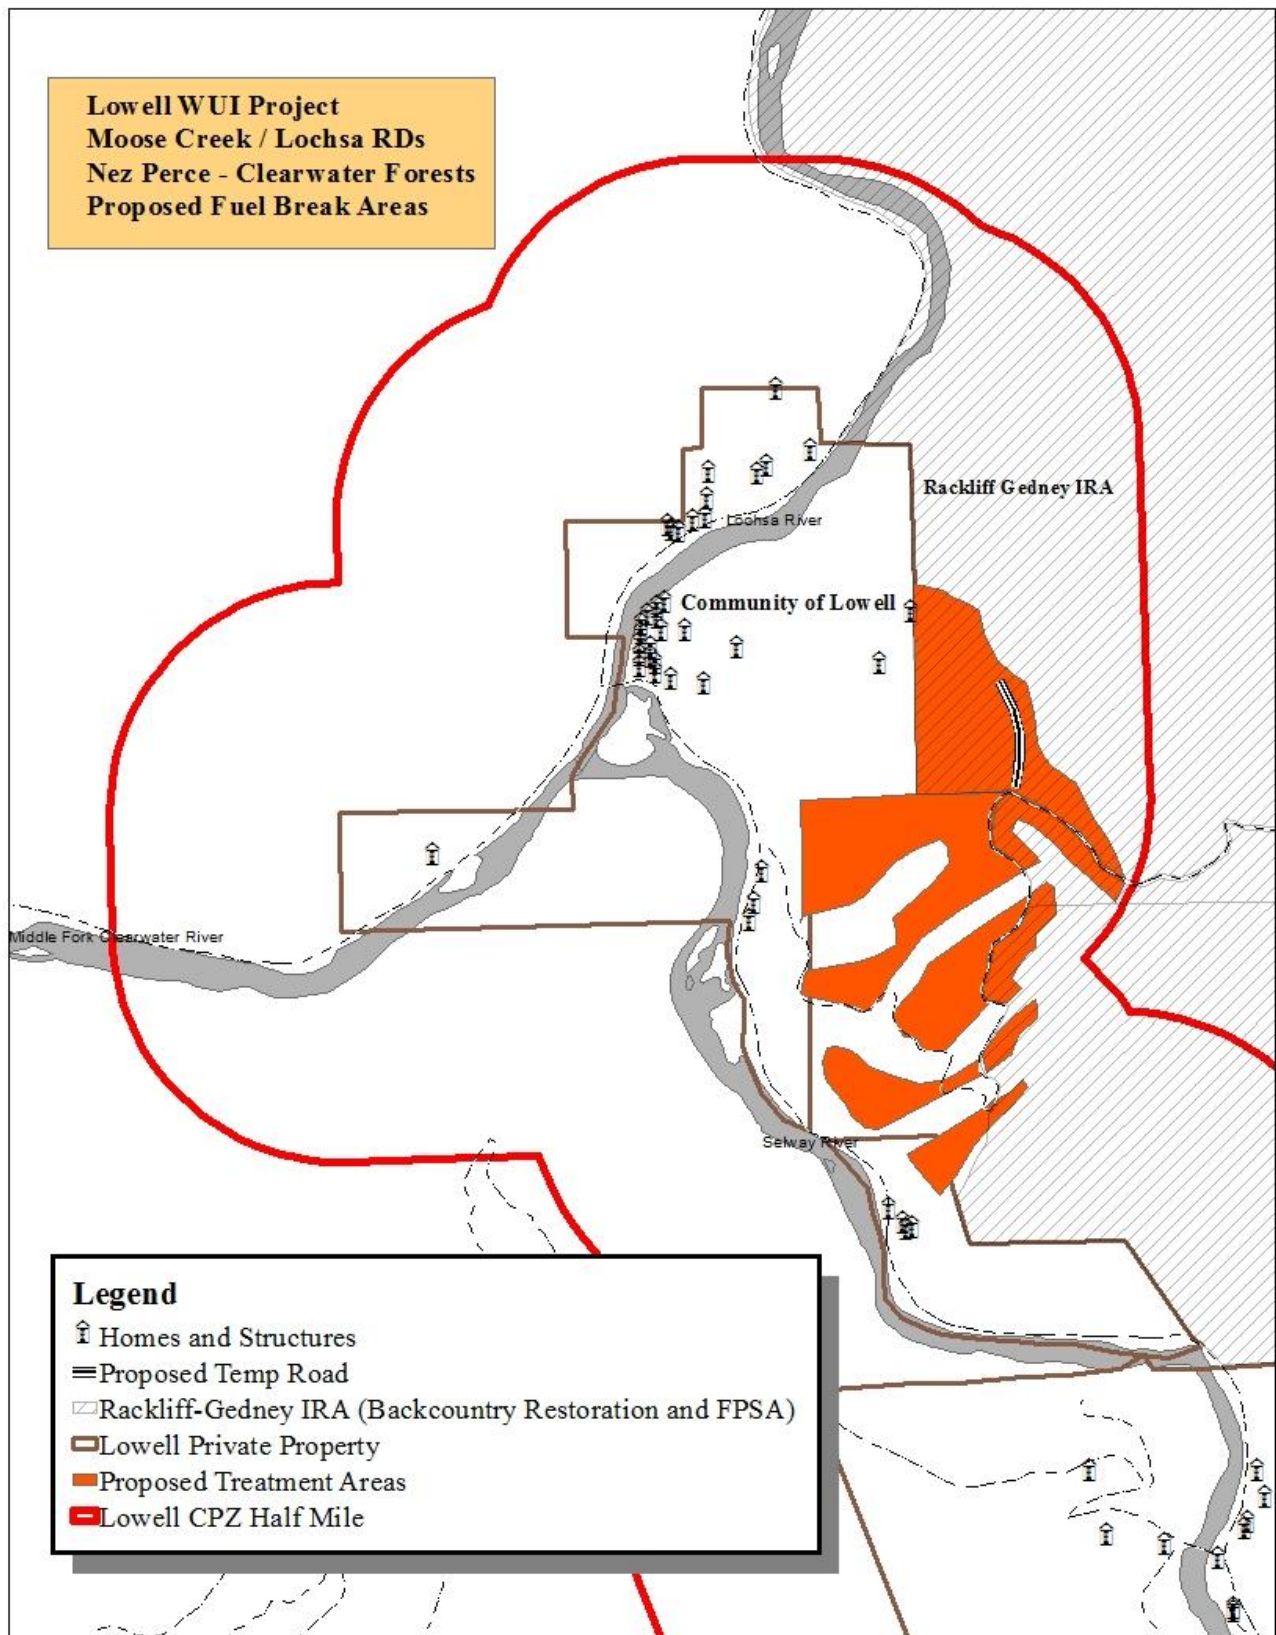 Lowell WUI Project
Moose Creek / Lochsa RDs
Nez Perce - Clearwater Forests
Proposed Fuel Break Areas
Rackliff Gedney IRA
Lochsa River
Community of Lowell
Middle Fork Clearwater River
Selway River
Legend
Homes and Structures
Proposed Temp Road
Rackliff-Gedney IRA (Backcountry Restoration and FPSA)
Lowell Private Property
Proposed Treatment Areas
Lowell CPZ Half Mile